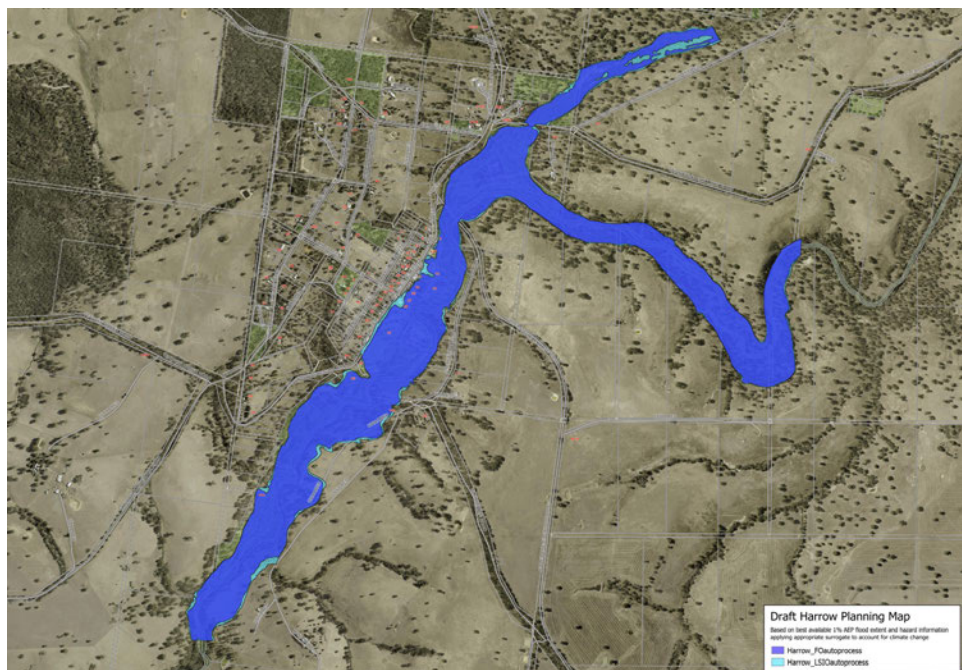 Draft Harrow Planning Map
Based on best available 1% AEP flood extent and hazard information
applying appropriate surrogate to account for climate change
Harrow_FOautoprocess
Harrow_LSIOautoprocess